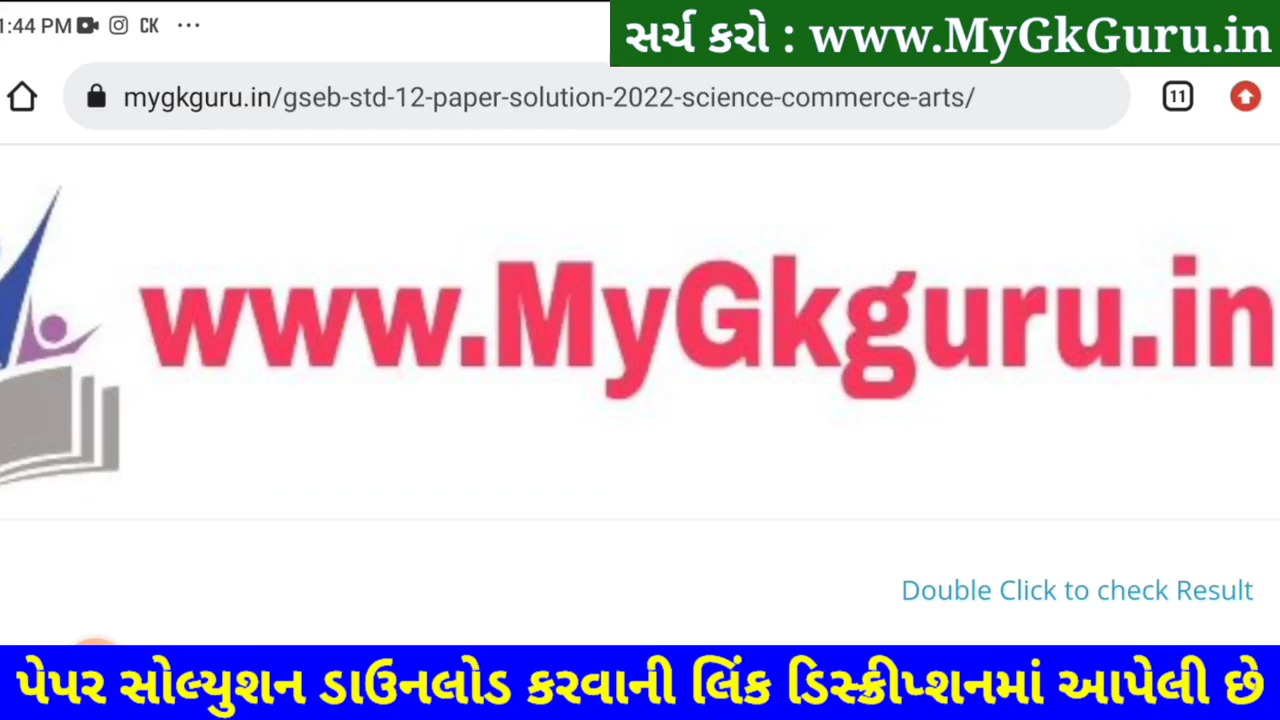 1:44 PM CK ...
સર્ચ કરો : www.MyGkGuru.in
mygkguru.in/gseb-std-12-paper-solution-2022-science-commerce-arts/
11
www.MyGkguru.in
Double Click to check Result
પેપર સોલ્યુશન ડાઉનલોડ કરવાની લિંક ડિસ્ક્રીપ્શનમાં આપેલી છે